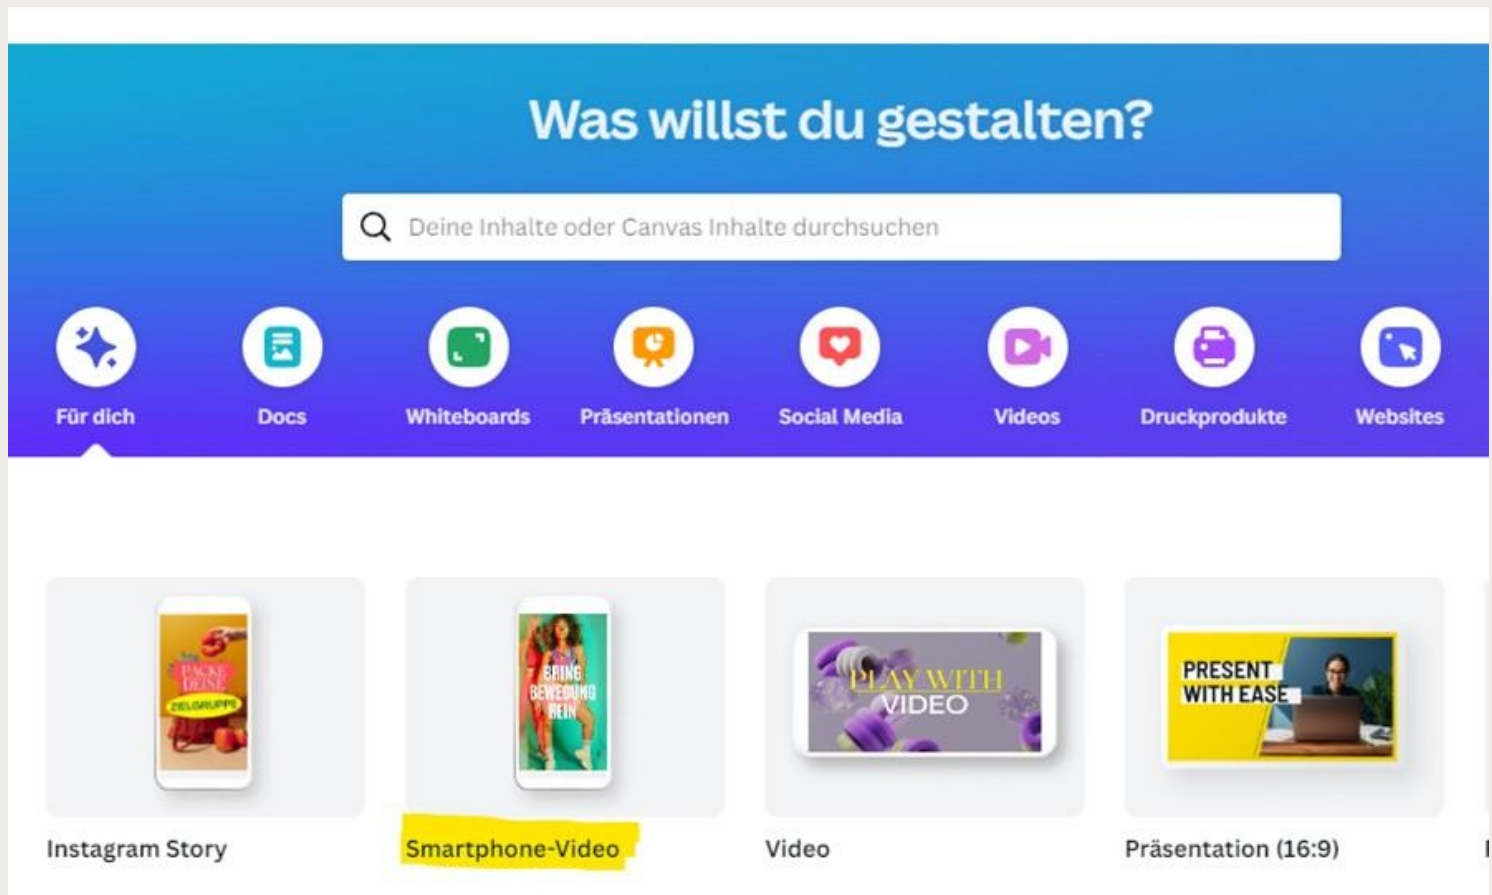 Was willst du gestalten?
Deine Inhalte oder Canvas Inhalte durchsuchen
Für dich
Docs
Whiteboards
Präsentationen
Social Media
Videos
Druckprodukte
Websites
PACKE
DEINE
ZIELGRUPPE
BRING
BEWEGUNG
REIN
PLAY WITH
VIDEO
PRESENT
WITH EASE
Instagram Story
Smartphone-Video
Video
Präsentation (16:9)